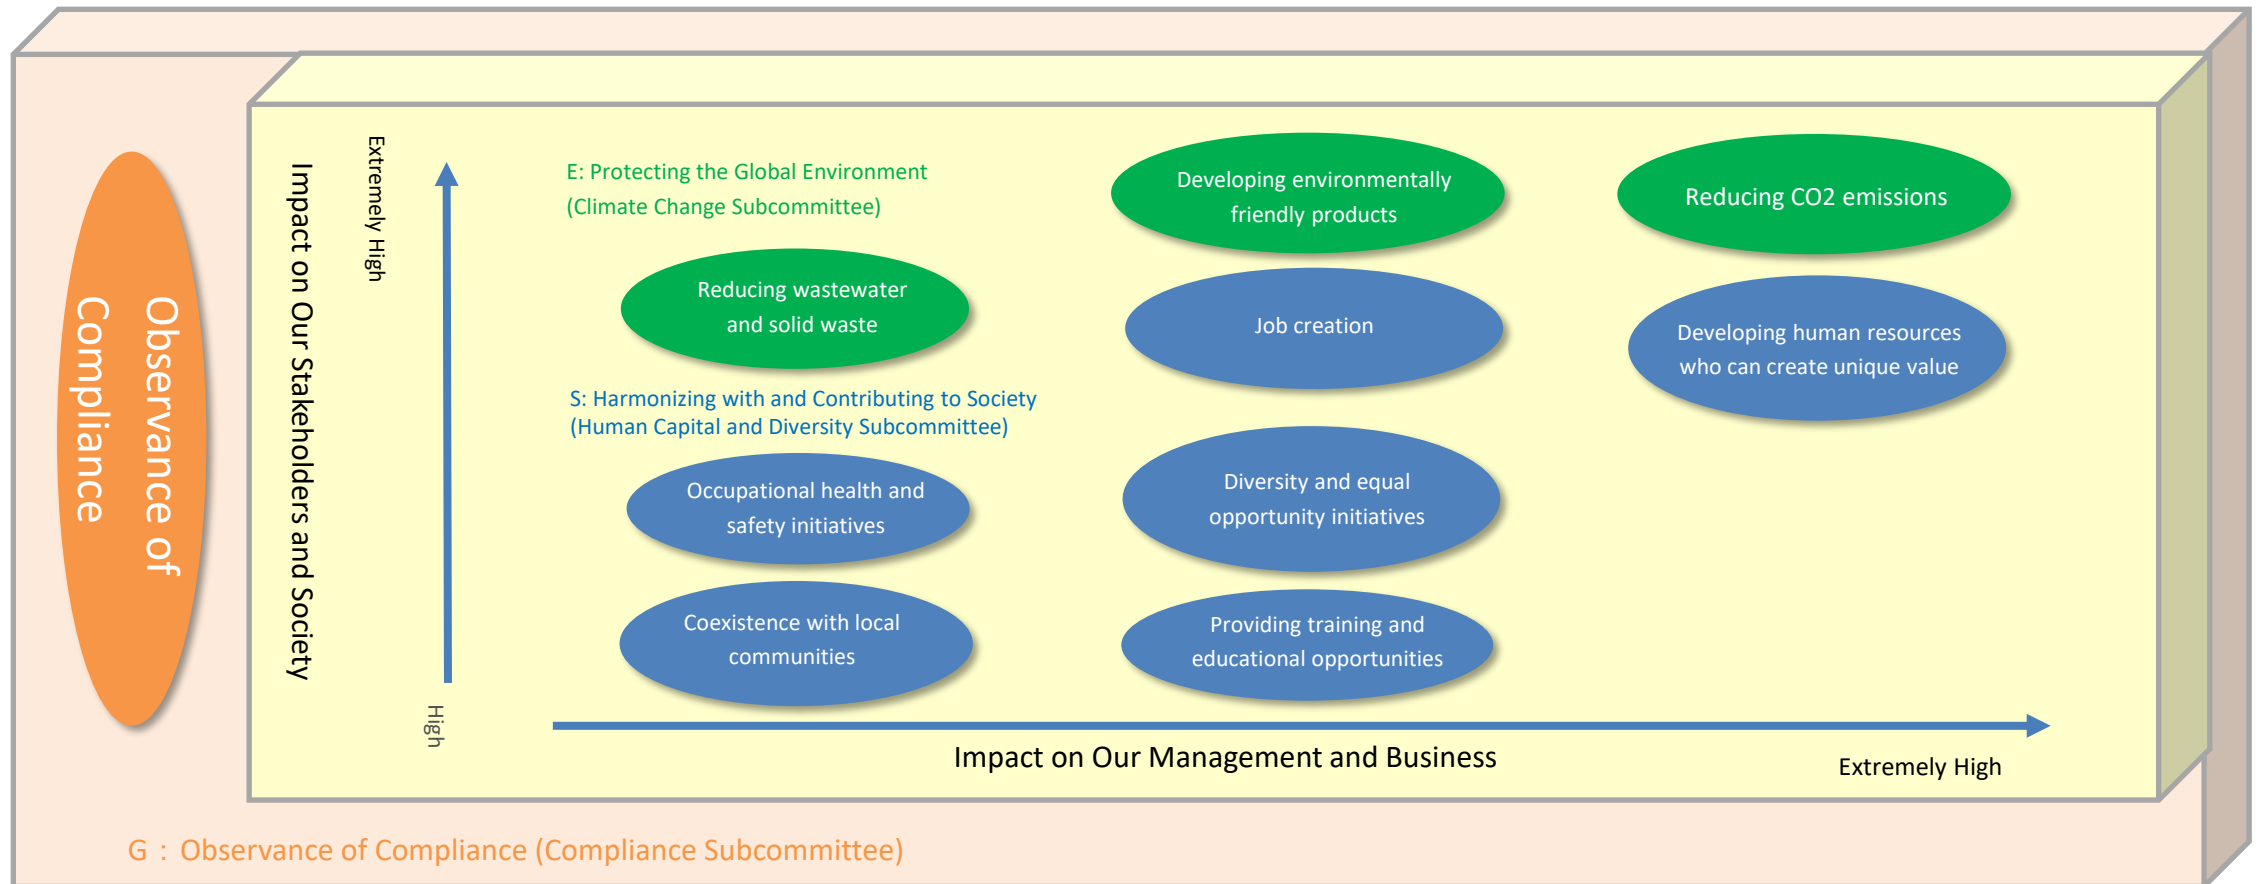 Observance of
Compliance
Impact on Our Stakeholders and Society
Extremely High
High
E: Protecting the Global Environment
(Climate Change Subcommittee)
Developing environmentally
friendly products
Reducing CO2 emissions
Reducing wastewater
and solid waste
Job creation
Developing human resources
who can create unique value
S: Harmonizing with and Contributing to Society
(Human Capital and Diversity Subcommittee)
Occupational health and
safety initiatives
Diversity and equal
opportunity initiatives
Coexistence with local
communities
Providing training and
educational opportunities
Impact on Our Management and Business
Extremely High
G : Observance of Compliance (Compliance Subcommittee)